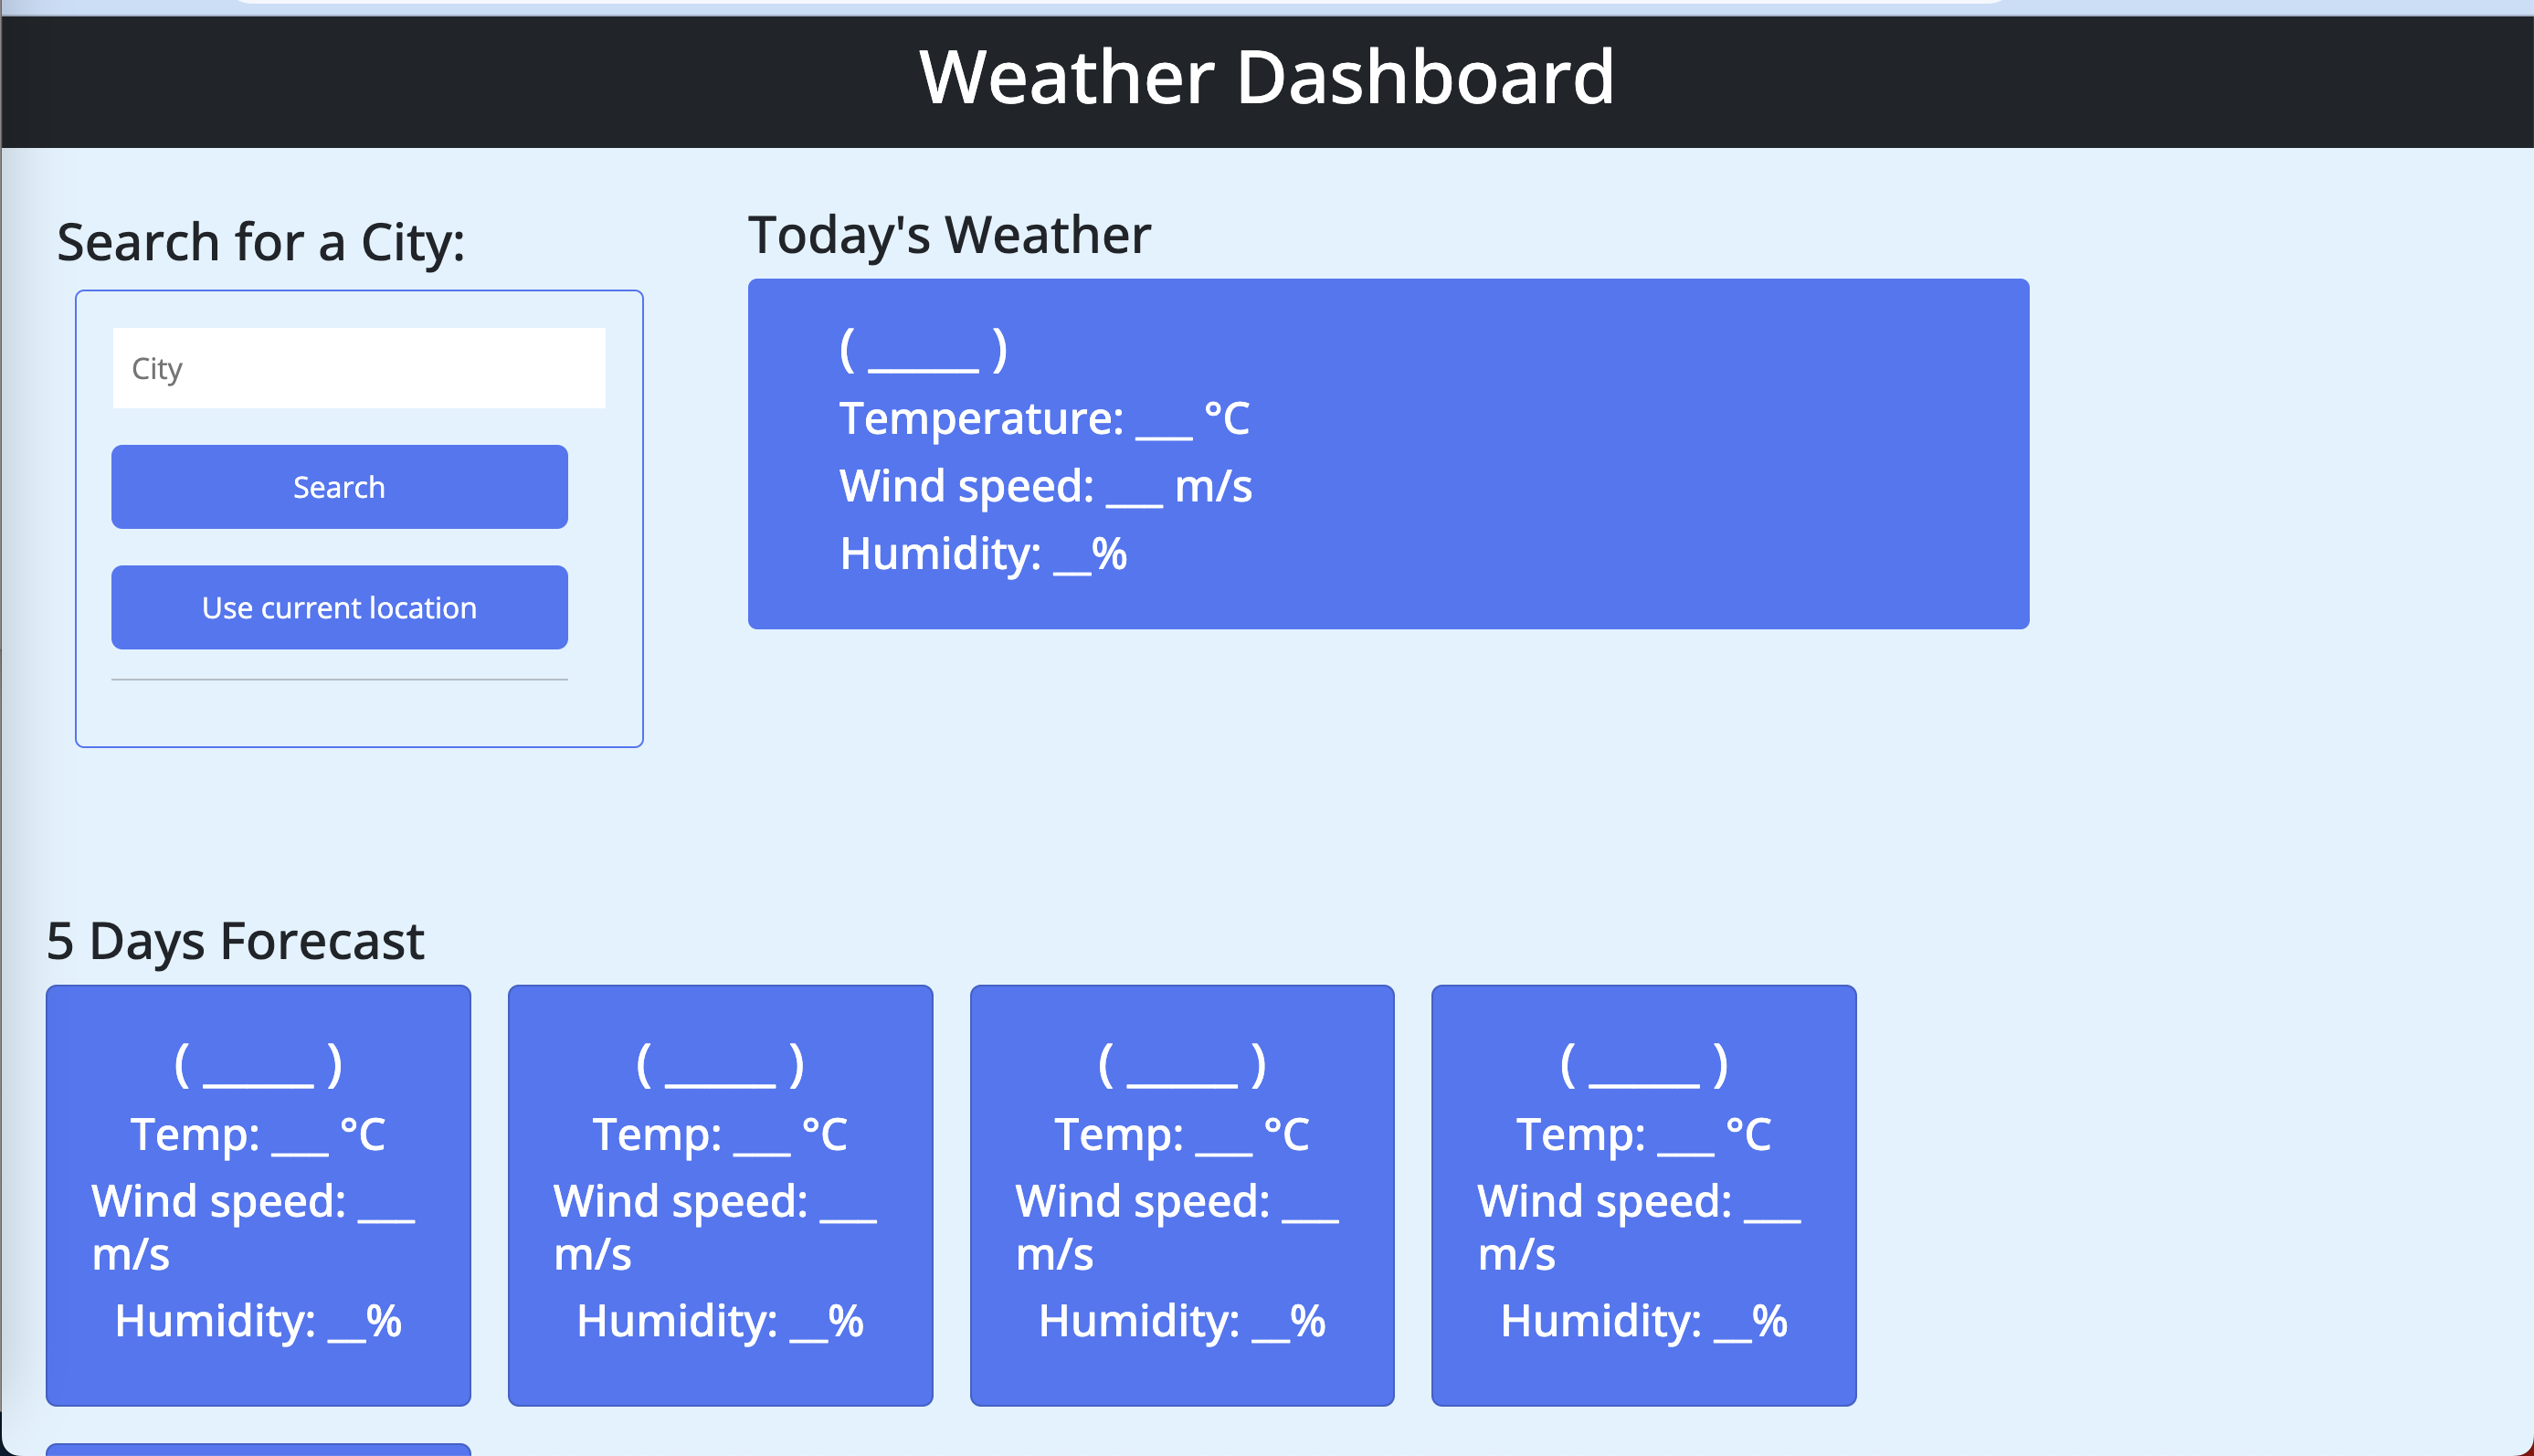 Weather Dashboard
Search for a City:
City
Search
Use current location
Today's Weather
( _____ )
Temperature: ___ °C
Wind speed: ___ m/s
Humidity: __%
5 Days Forecast
( _____ )
Temp: ___ °C
Wind speed: ___
m/s
Humidity: __%
( _____ )
Temp: ___ °C
Wind speed: ___
m/s
Humidity: __%
( _____ )
Temp: ___ °C
Wind speed: ___
m/s
Humidity: __%
( _____ )
Temp: ___ °C
Wind speed: ___
m/s
Humidity: __%